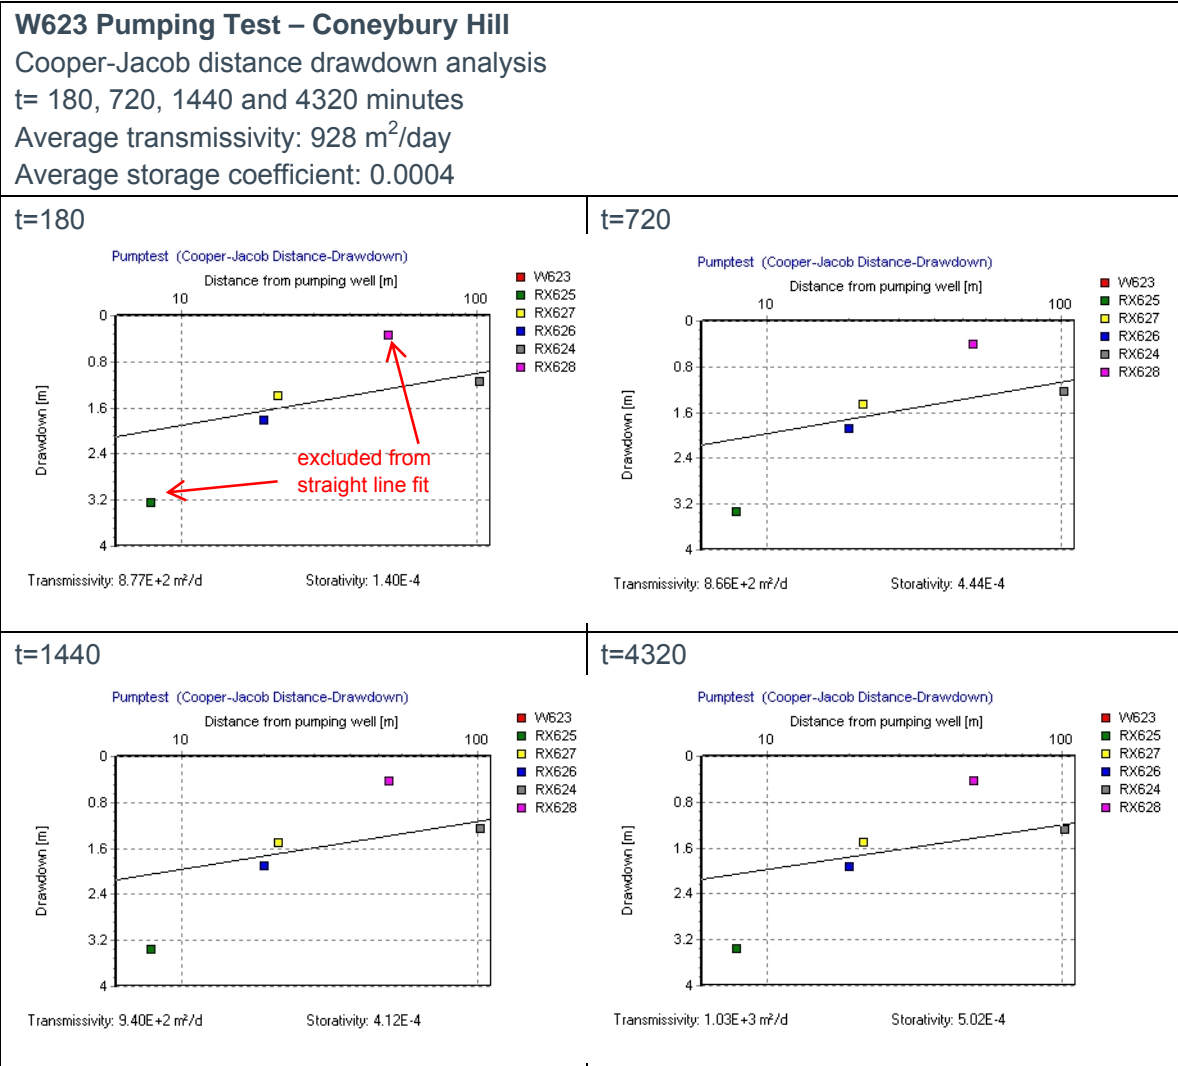 W623 Pumping Test – Coneybury Hill
Cooper-Jacob distance drawdown analysis
t= 180, 720, 1440 and 4320 minutes
Average transmissivity: 928 m²/day
Average storage coefficient: 0.0004
t=180
Pumptest (Cooper-Jacob Distance-Drawdown)
Distance from pumping well [m]
10
100
0
0.8
1.6
2.4
3.2
4
Drawdown [m]
W623
RX625
RX627
RX626
RX624
RX628
excluded from
straight line fit
Transmissivity: 8.77E+2 m²/d
Storativity: 1.40E-4
t=720
Pumptest (Cooper-Jacob Distance-Drawdown)
Distance from pumping well [m]
10
100
0
0.8
1.6
2.4
3.2
4
Drawdown [m]
W623
RX625
RX627
RX626
RX624
RX628
Transmissivity: 8.66E+2 m²/d
Storativity: 4.44E-4
t=1440
Pumptest (Cooper-Jacob Distance-Drawdown)
Distance from pumping well [m]
10
100
0
0.8
1.6
2.4
3.2
4
Drawdown [m]
W623
RX625
RX627
RX626
RX624
RX628
Transmissivity: 9.40E+2 m²/d
Storativity: 4.12E-4
t=4320
Pumptest (Cooper-Jacob Distance-Drawdown)
Distance from pumping well [m]
10
100
0
0.8
1.6
2.4
3.2
4
Drawdown [m]
W623
RX625
RX627
RX626
RX624
RX628
Transmissivity: 1.03E+3 m²/d
Storativity: 5.02E-4